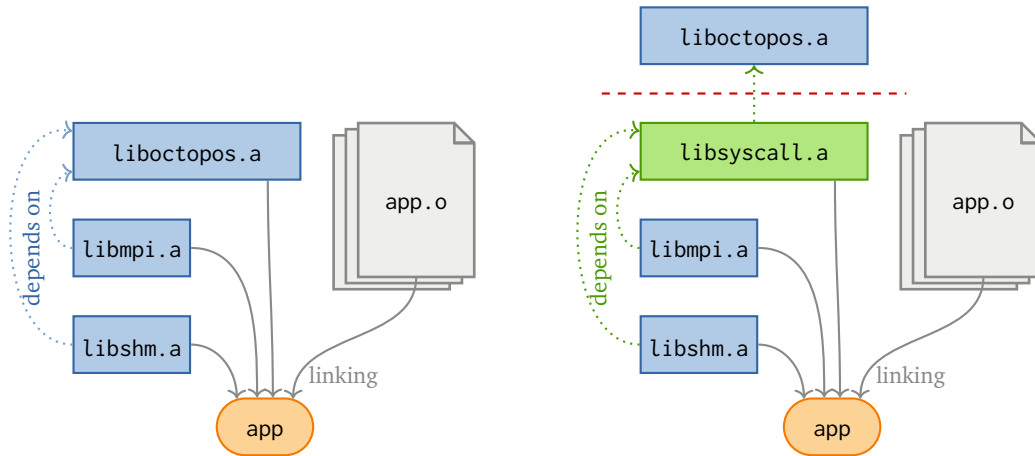 liboctopos.a
app.o
depends on
libmpi.a
libshm.a
linking
app
liboctopos.a
libsyscall.a
app.o
depends on
libmpi.a
libshm.a
linking
app